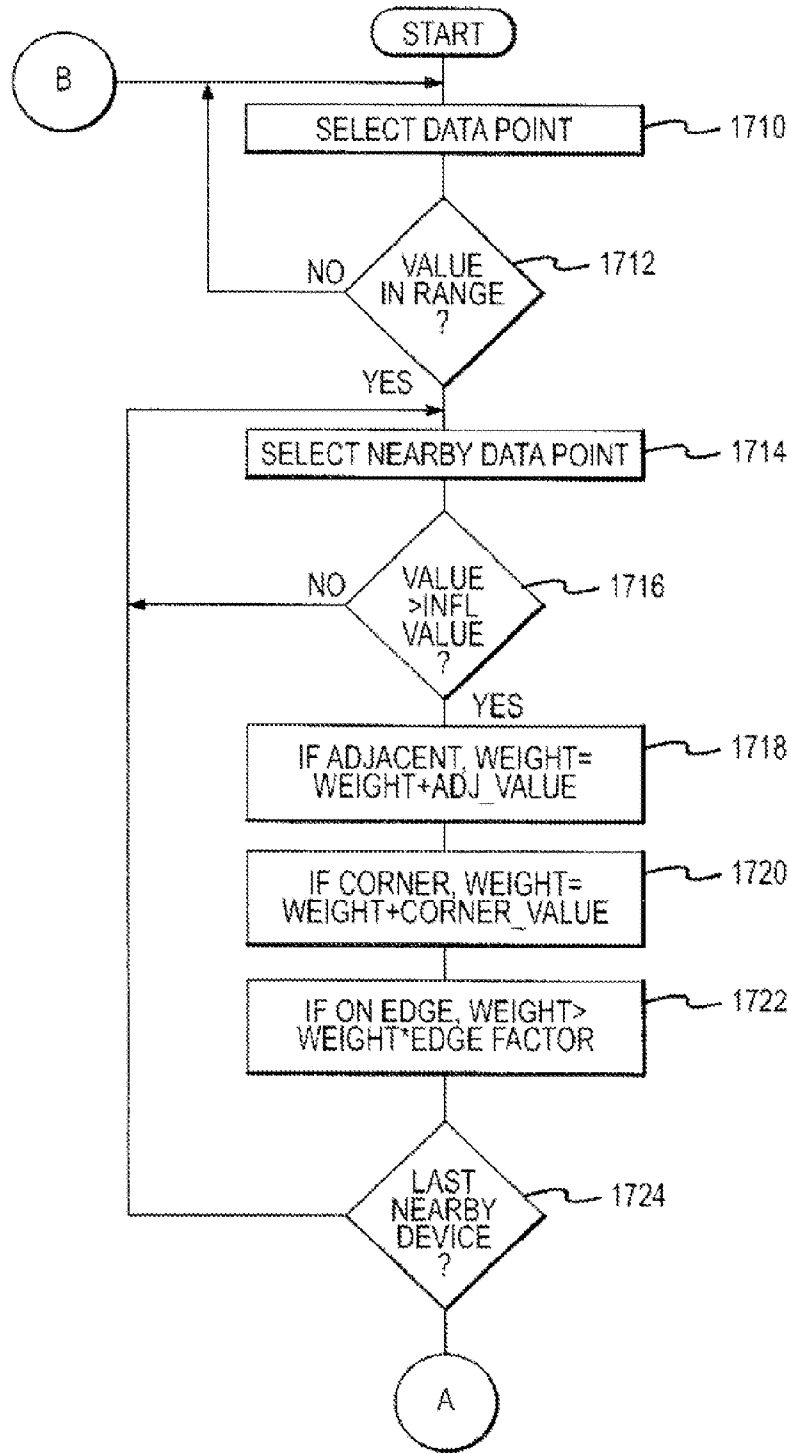 START
B
SELECT DATA POINT
1710
VALUE
IN RANGE
?
1712
NO
YES
SELECT NEARBY DATA POINT
1714
VALUE
>INFL
VALUE
?
1716
NO
YES
IF ADJACENT, WEIGHT=
WEIGHT+ADJ_VALUE
1718
IF CORNER, WEIGHT=
WEIGHT+CORNER_VALUE
1720
IF ON EDGE, WEIGHT>
WEIGHT*EDGE FACTOR
1722
LAST
NEARBY
DEVICE
?
1724
A